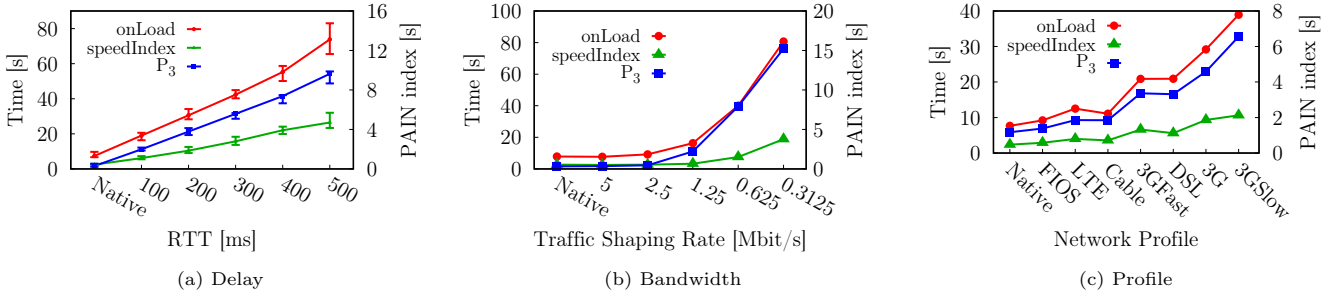 80
60
40
20
0
Time [s]
onLoad
speedIndex
P3
16
12
8
4
0
PAIN index [s]
Native
100
200
300
400
500
RTT [ms]
(a) Delay
100
80
60
40
20
0
Time [s]
onLoad
speedIndex
P3
20
15
10
5
0
PAIN index [s]
Native
5
2.5
1.25
0.625
0.3125
Traffic Shaping Rate [Mbit/s]
(b) Bandwidth
40
30
20
10
0
Time [s]
onLoad
speedIndex
P3
8
6
4
2
0
PAIN index [s]
Native
FIOS
LTE
Cable
3GFast
DSL
3G
3GSlow
Network Profile
(c) Profile